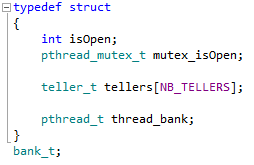 typedef struct
{
    int isOpen;
    pthread_mutex_t mutex_isOpen;

    teller_t tellers[NB_TELLERS];

    pthread_t thread_bank;
}
bank_t;